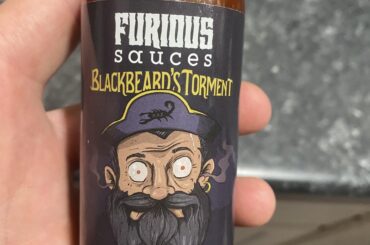 FURIOUS
sauces
BLACKBEARD'S TORMENT